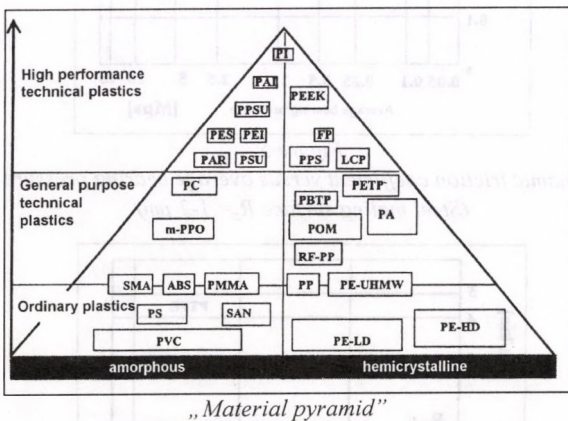 PI
High performance
technical plastics
PAI
PEEK
PPSU
PES PEI FP
PAR PSU PPS LCP
General purpose
technical
plastics
PC PETP
PBTP PA
m-PPO POM
RF-PP
SMA ABS PMMA PP PE-UHMW
Ordinary plastics
PS SAN PE-HD
PVC PE-LD
amorphous hemicrystalline
„Material pyramid”